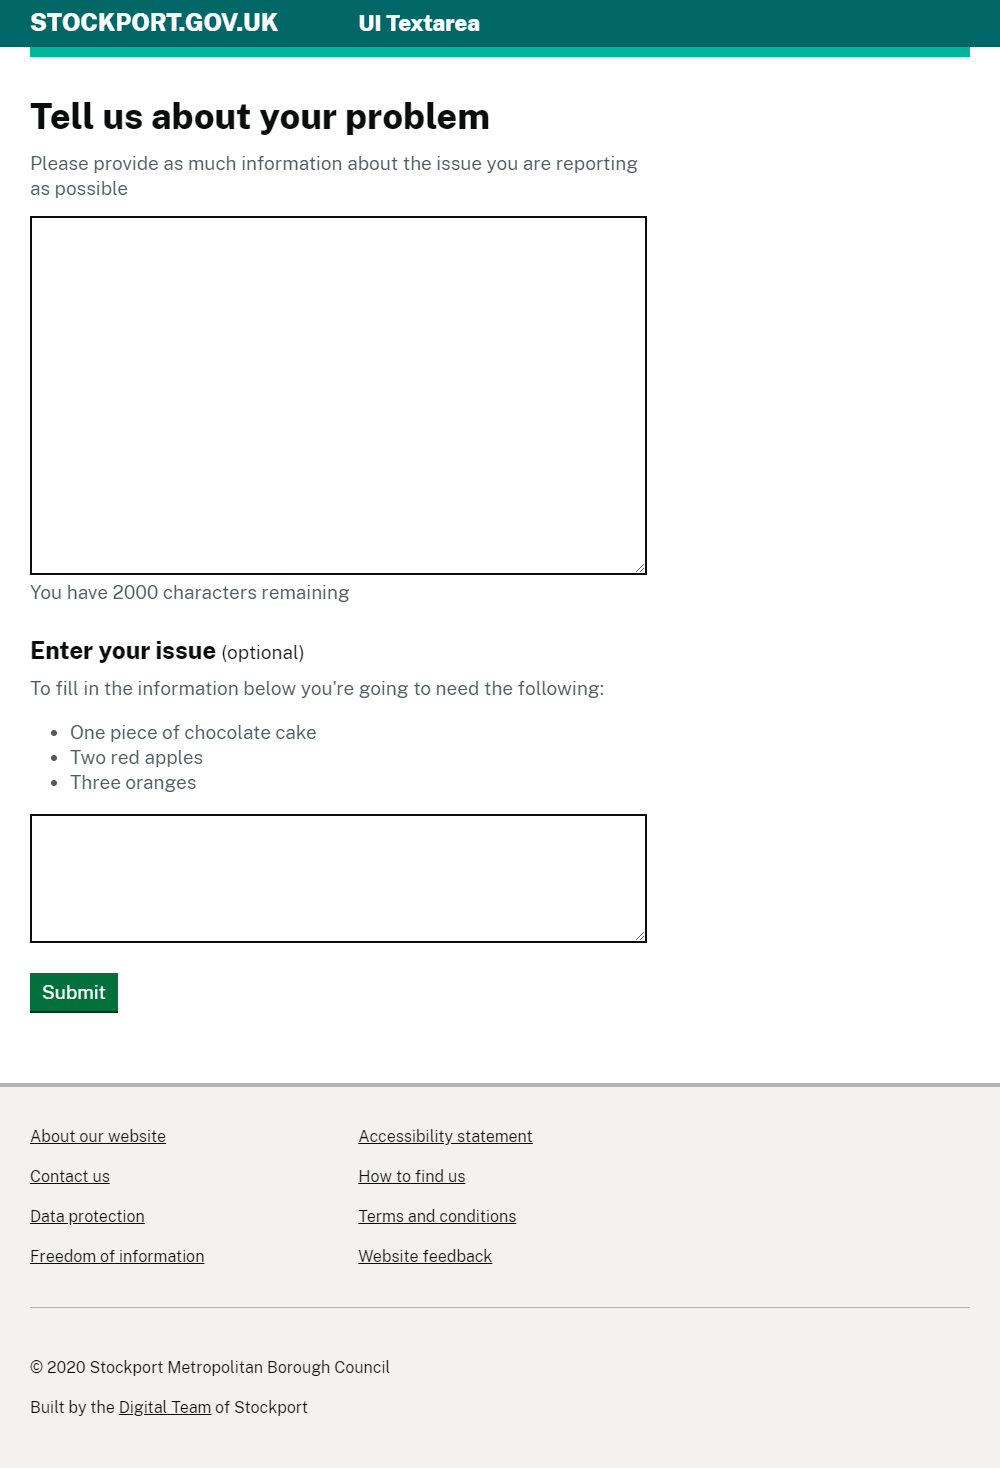 STOCKPORT.GOV.UK UI Textarea
Tell us about your problem
Please provide as much information about the issue you are reporting
as possible
You have 2000 characters remaining
Enter your issue (optional)
To fill in the information below you're going to need the following:
• One piece of chocolate cake
• Two red apples
• Three oranges
Submit
About our website
Contact us
Data protection
Freedom of information
Accessibility statement
How to find us
Terms and conditions
Website feedback
© 2020 Stockport Metropolitan Borough Council
Built by the Digital Team of Stockport